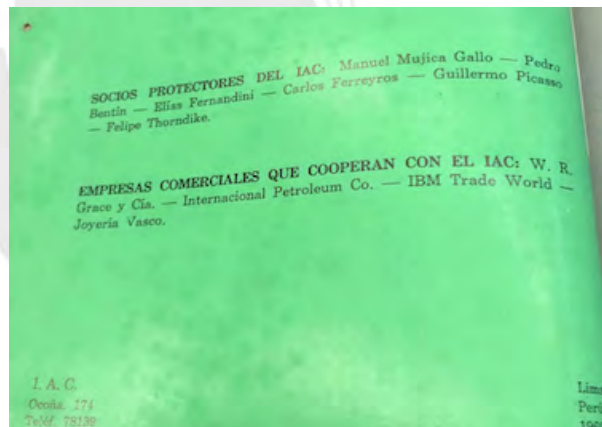 SOCIOS PROTECTORES DEL IAC: Manuel Mujica Gallo — Pedro
Bentín — Elías Fernandini — Carlos Ferreyros — Guillermo Picasso
— Felipe Thorndike.
EMPRESAS COMERCIALES QUE COOPERAN CON EL IAC: W. R.
Grace y Cía. — Internacional Petroleum Co. — IBM Trade World —
Joyería Vasco.
I. A. C.
Ocoña. 174
Teléf. 78139
Lima
Perú